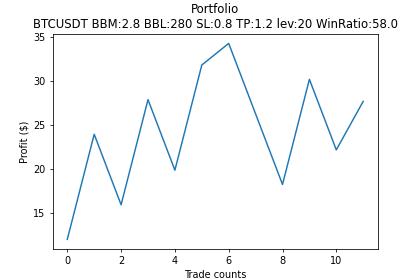 Portfolio
BTCUSDT BBM:2.8 BBL:280 SL:0.8 TP:1.2 lev:20 WinRatio:58.0
35
30
25
20
15
Profit ($)
0 2 4 6 8 10
Trade counts